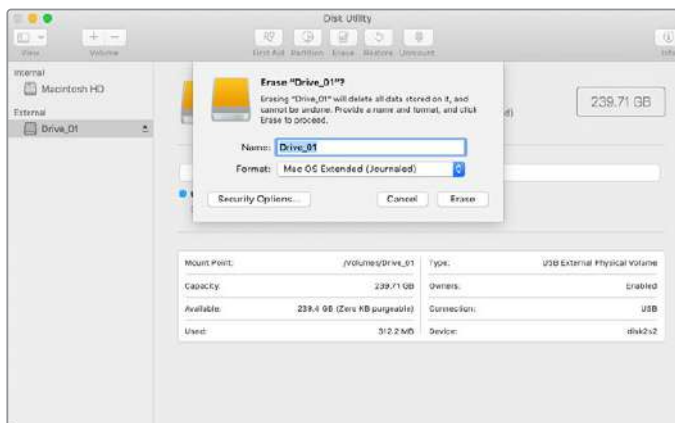 Disk Utility
View
Volume
First Aid Partition Erase Restore Unmount
Info
Internal
Macintosh HD
External
Drive_01
Erase "Drive_01"?
Erasing "Drive_01" will delete all data stored on it, and
cannot be undone. Provide a name and format, and click
Erase to proceed.
Name: Drive_01
Format: Mac OS Extended (Journaled)
Security Options...
Cancel
Erase
239.71 GB
Mount Point: /Volumes/Drive_01
Type: USB External Physical Volume
Capacity: 239.71 GB
Owners: Enabled
Available: 239.4 GB (Zero KB purgeable)
Connection: USB
Used: 312.2 MB
Device: disk2s2